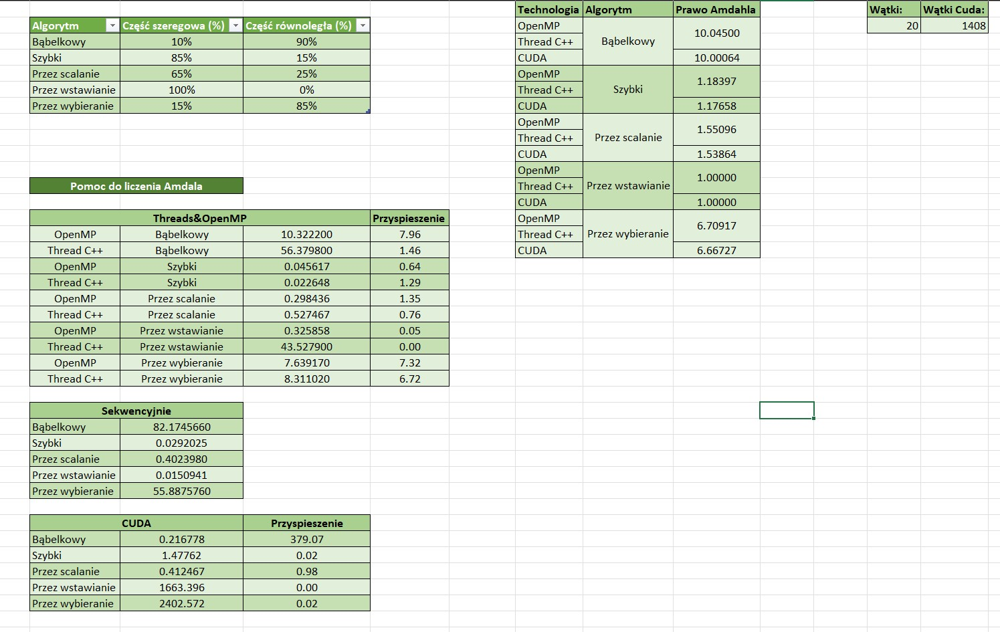 Algorytm Część szeregowa (%) Część równoległa (%)
Bąbelkowy 10% 90%
Szybki 85% 15%
Przez scalanie 65% 25%
Przez wstawianie 100% 0%
Przez wybieranie 15% 85%
Pomoc do liczenia Amdala
Threads&OpenMP Przyspieszenie
OpenMP Bąbelkowy 10.322200 7.96
Thread C++ Bąbelkowy 56.379800 1.46
OpenMP Szybki 0.045617 0.64
Thread C++ Szybki 0.022648 1.29
OpenMP Przez scalanie 0.298436 1.35
Thread C++ Przez scalanie 0.527467 0.76
OpenMP Przez wstawianie 0.325858 0.05
Thread C++ Przez wstawianie 43.527900 0.00
OpenMP Przez wybieranie 7.639170 7.32
Thread C++ Przez wybieranie 8.311020 6.72
Sekwencyjnie
Bąbelkowy 82.1745660
Szybki 0.0292025
Przez scalanie 0.4023980
Przez wstawianie 0.0150941
Przez wybieranie 55.8875760
CUDA Przyspieszenie
Bąbelkowy 0.216778 379.07
Szybki 1.47762 0.02
Przez scalanie 0.412467 0.98
Przez wstawianie 1663.396 0.00
Przez wybieranie 2402.572 0.02
Technologia Algorytm Prawo Amdahla
OpenMP
Bąbelkowy
10.04500
Thread C++
CUDA 10.00064
OpenMP
Szybki
1.18397
Thread C++
CUDA 1.17658
OpenMP
Przez scalanie
1.55096
Thread C++
CUDA 1.53864
OpenMP
Przez wstawianie
1.00000
Thread C++
CUDA 1.00000
OpenMP
Przez wybieranie
6.70917
Thread C++
CUDA 6.66727
Wątki: Wątki Cuda:
20 1408